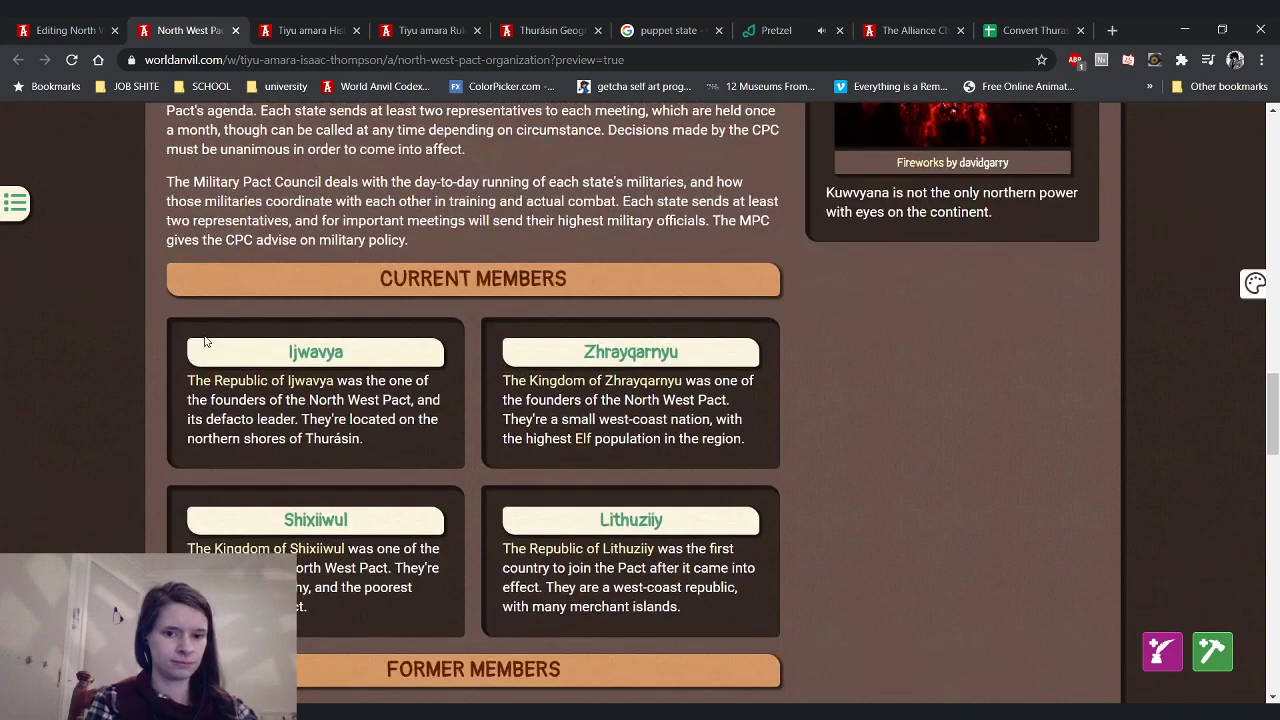 Editing North W
North West Pac
Tiyu amara His
Tiyu amara Rul
Thurásin Geogr
puppet state -
Pretzel
The Alliance Ch
Convert Thuras
worldanvil.com/w/tiyu-amara-isaac-thompson/a/north-west-pact-organization?preview=true
Bookmarks
JOB SHITE
SCHOOL
university
World Anvil Codex...
ColorPicker.com -...
getcha self art prog...
12 Museums From...
Everything is a Rem...
Free Online Animat...
»
Other bookmarks
Pact's agenda. Each state sends at least two representatives to each meeting, which are held once
a month, though can be called at any time depending on circumstance. Decisions made by the CPC
must be unanimous in order to come into affect.
The Military Pact Council deals with the day-to-day running of each state's militaries, and how
those militaries coordinate with each other in training and actual combat. Each state sends at least
two representatives, and for important meetings will send their highest military officials. The MPC
gives the CPC advise on military policy.
Fireworks by davidgarry
Kuwvyana is not the only northern power
with eyes on the continent.
CURRENT MEMBERS
Ijwavya
The Republic of Ijwavya was the one of
the founders of the North West Pact, and
its defacto leader. They're located on the
northern shores of Thurásin.
Zhrayqarnyu
The Kingdom of Zhrayqarnyu was one of
the founders of the North West Pact.
They're a small west-coast nation, with
the highest Elf population in the region.
Shixiiwul
The Kingdom of Shixiiwul was one of the
orth West Pact. They're
ny, and the poorest
ct.
Lithuziiy
The Republic of Lithuziiy was the first
country to join the Pact after it came into
effect. They are a west-coast republic,
with many merchant islands.
FORMER MEMBERS